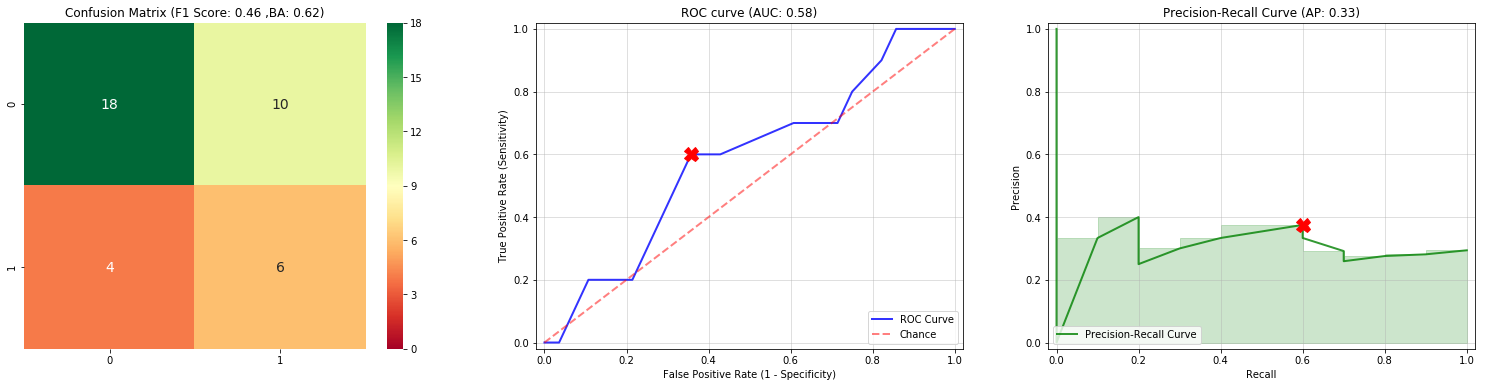 Confusion Matrix (F1 Score: 0.46 ,BA: 0.62)
0
1
18
10
4
6
0
1
18
15
12
9
6
3
0
ROC curve (AUC: 0.58)
True Positive Rate (Sensitivity)
1.0
0.8
0.6
0.4
0.2
0.0
ROC Curve
Chance
0.0 0.2 0.4 0.6 0.8 1.0
False Positive Rate (1 - Specificity)
Precision-Recall Curve (AP: 0.33)
Precision
1.0
0.8
0.6
0.4
0.2
0.0
Precision-Recall Curve
0.0 0.2 0.4 0.6 0.8 1.0
Recall